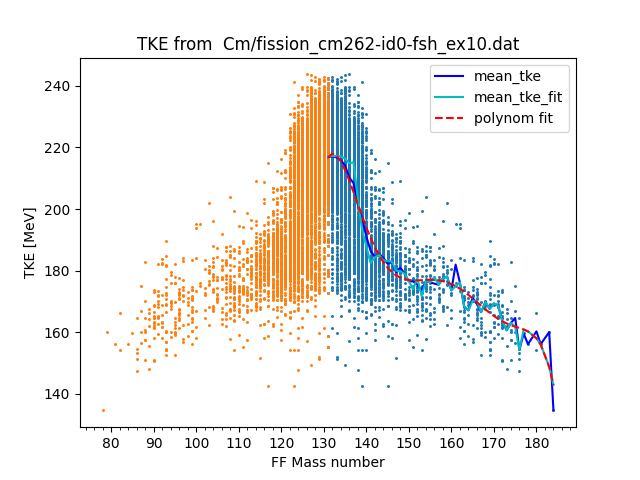 TKE from  Cm/fission_cm262-id0-fsh_ex10.dat
mean_tke
mean_tke_fit
polynom fit
TKE [MeV]
240
220
200
180
160
140
80 90 100 110 120 130 140 150 160 170 180
FF Mass number